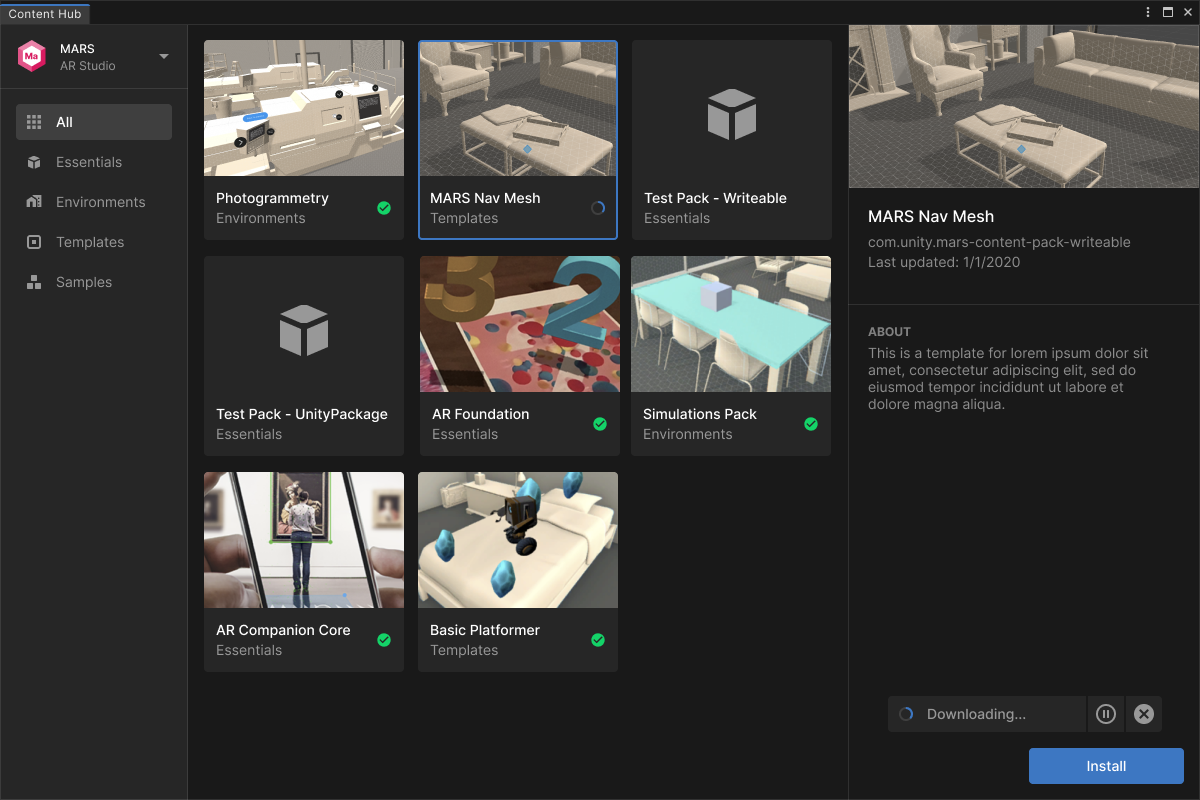 Content Hub
Ma
MARS
AR Studio
All
Essentials
Environments
Templates
Samples
Photogrammetry
Environments
MARS Nav Mesh
Templates
Test Pack - Writeable
Essentials
Test Pack - UnityPackage
Essentials
AR Foundation
Essentials
Simulations Pack
Environments
AR Companion Core
Essentials
Basic Platformer
Templates
MARS Nav Mesh
com.unity.mars-content-pack-writeable
Last updated: 1/1/2020
ABOUT
This is a template for lorem ipsum dolor sit
amet, consectetur adipiscing elit, sed do
eiusmod tempor incididunt ut labore et
dolore magna aliqua.
Downloading...
Install